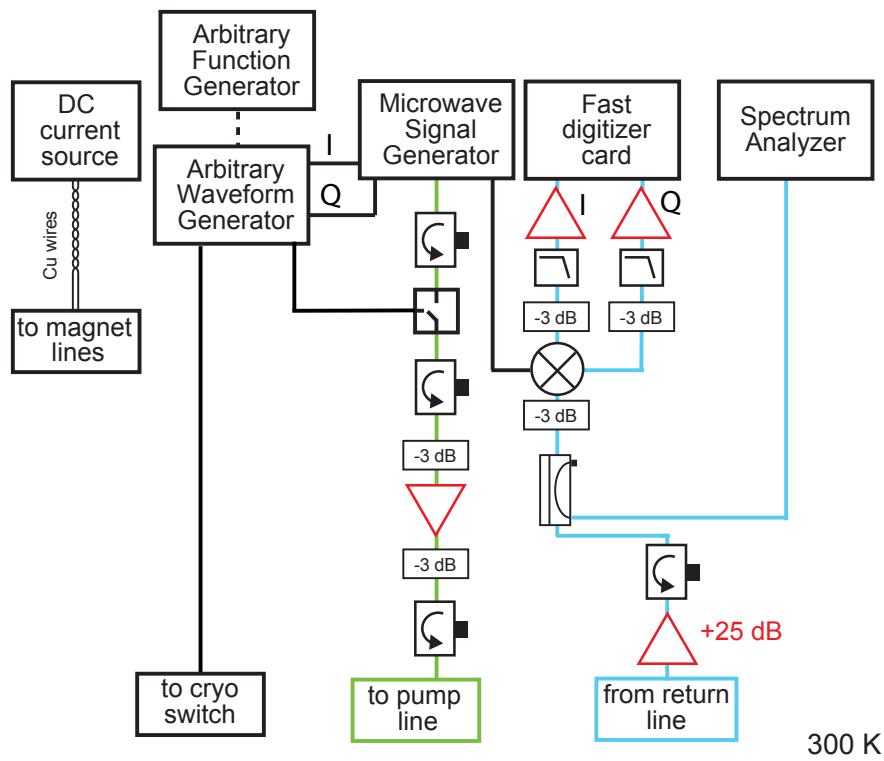 Arbitrary
Function
Generator
DC
current
source
Microwave
Signal
Generator
Fast
digitizer
card
Spectrum
Analyzer
Arbitrary
Waveform
Generator
I
Q
I
Q
Cu wires
to magnet
lines
-3 dB
-3 dB
-3 dB
-3 dB
-3 dB
+25 dB
to cryo
switch
to pump
line
from return
line
300 K